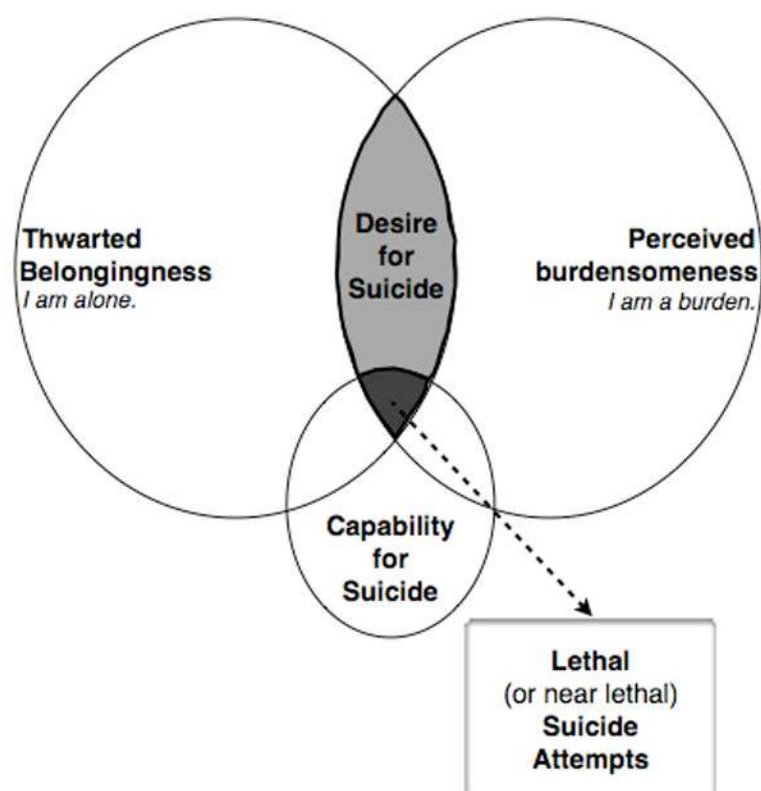 Thwarted
Belongingness
I am alone.
Desire
for
Suicide
Perceived
burdensomeness
I am a burden.
Capability
for
Suicide
Lethal
(or near lethal)
Suicide
Attempts